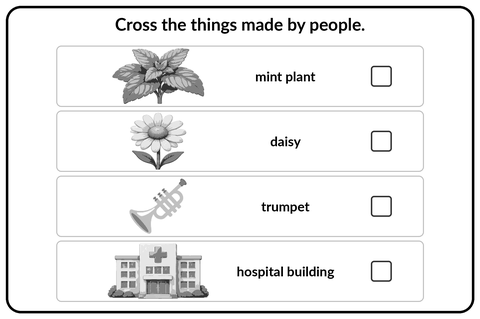 Cross the things made by people.
mint plant
daisy
trumpet
hospital building